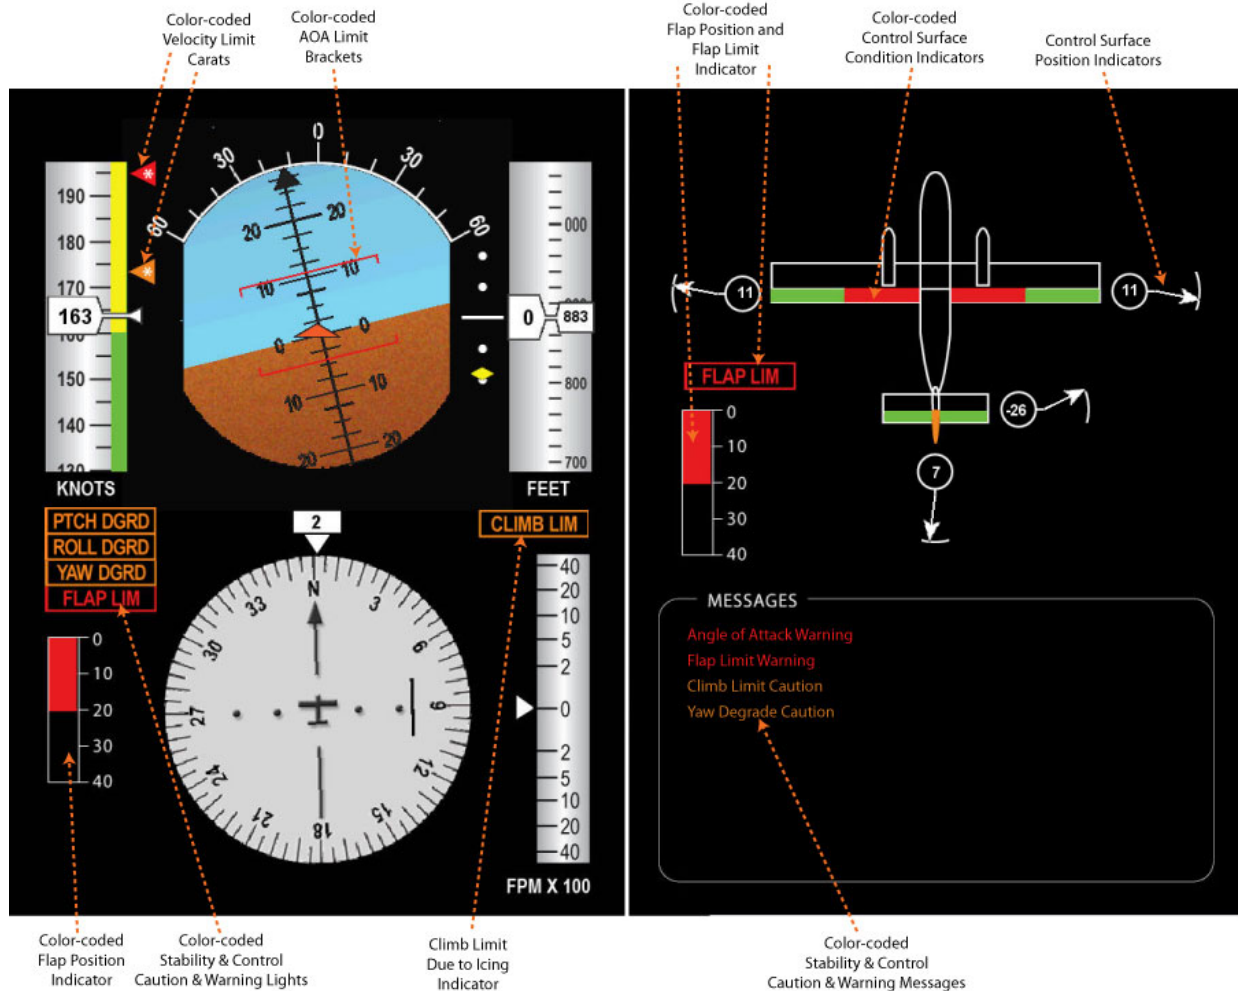 Color-coded
Velocity Limit
Carats
Color-coded
AOA Limit
Brackets
Color-coded
Flap Position and
Flap Limit
Indicator
Color-coded
Control Surface
Condition Indicators
Control Surface
Position Indicators
190
180
170
163
160
150
140
130
KNOTS
60
30
0
30
60
20
20
10
10
0
0
10
10
20
20
000
0
883
800
700
FEET
PTCH DGRD
ROLL DGRD
YAW DGRD
FLAP LIM
0
10
20
30
40
2
N
3
6
9
12
15
18
21
24
27
30
33
CLIMB LIM
40
20
10
5
2
0
2
5
10
20
40
FPM X 100
11
11
FLAP LIM
0
10
20
30
40
-26
7
MESSAGES
Angle of Attack Warning
Flap Limit Warning
Climb Limit Caution
Yaw Degrade Caution
Color-coded
Flap Position
Indicator
Color-coded
Stability & Control
Caution & Warning Lights
Climb Limit
Due to Icing
Indicator
Color-coded
Stability & Control
Caution & Warning Messages